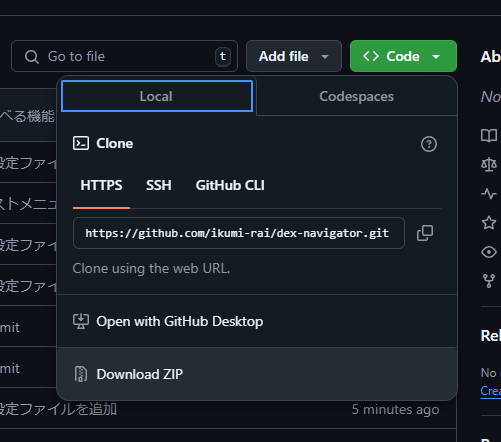 Go to file
t
Add file
Code
Ab
No
Local
Codespaces
べる機能
Clone
設定ファイ
HTTPS
SSH
GitHub CLI
ストメニュ
https://github.com/ikumi-rai/dex-navigator.git
設定ファイ
Clone using the web URL.
設定ファイ
Open with GitHub Desktop
mit
Rel
mit
Download ZIP
No
Crea
設定ファイルを追加
5 minutes ago